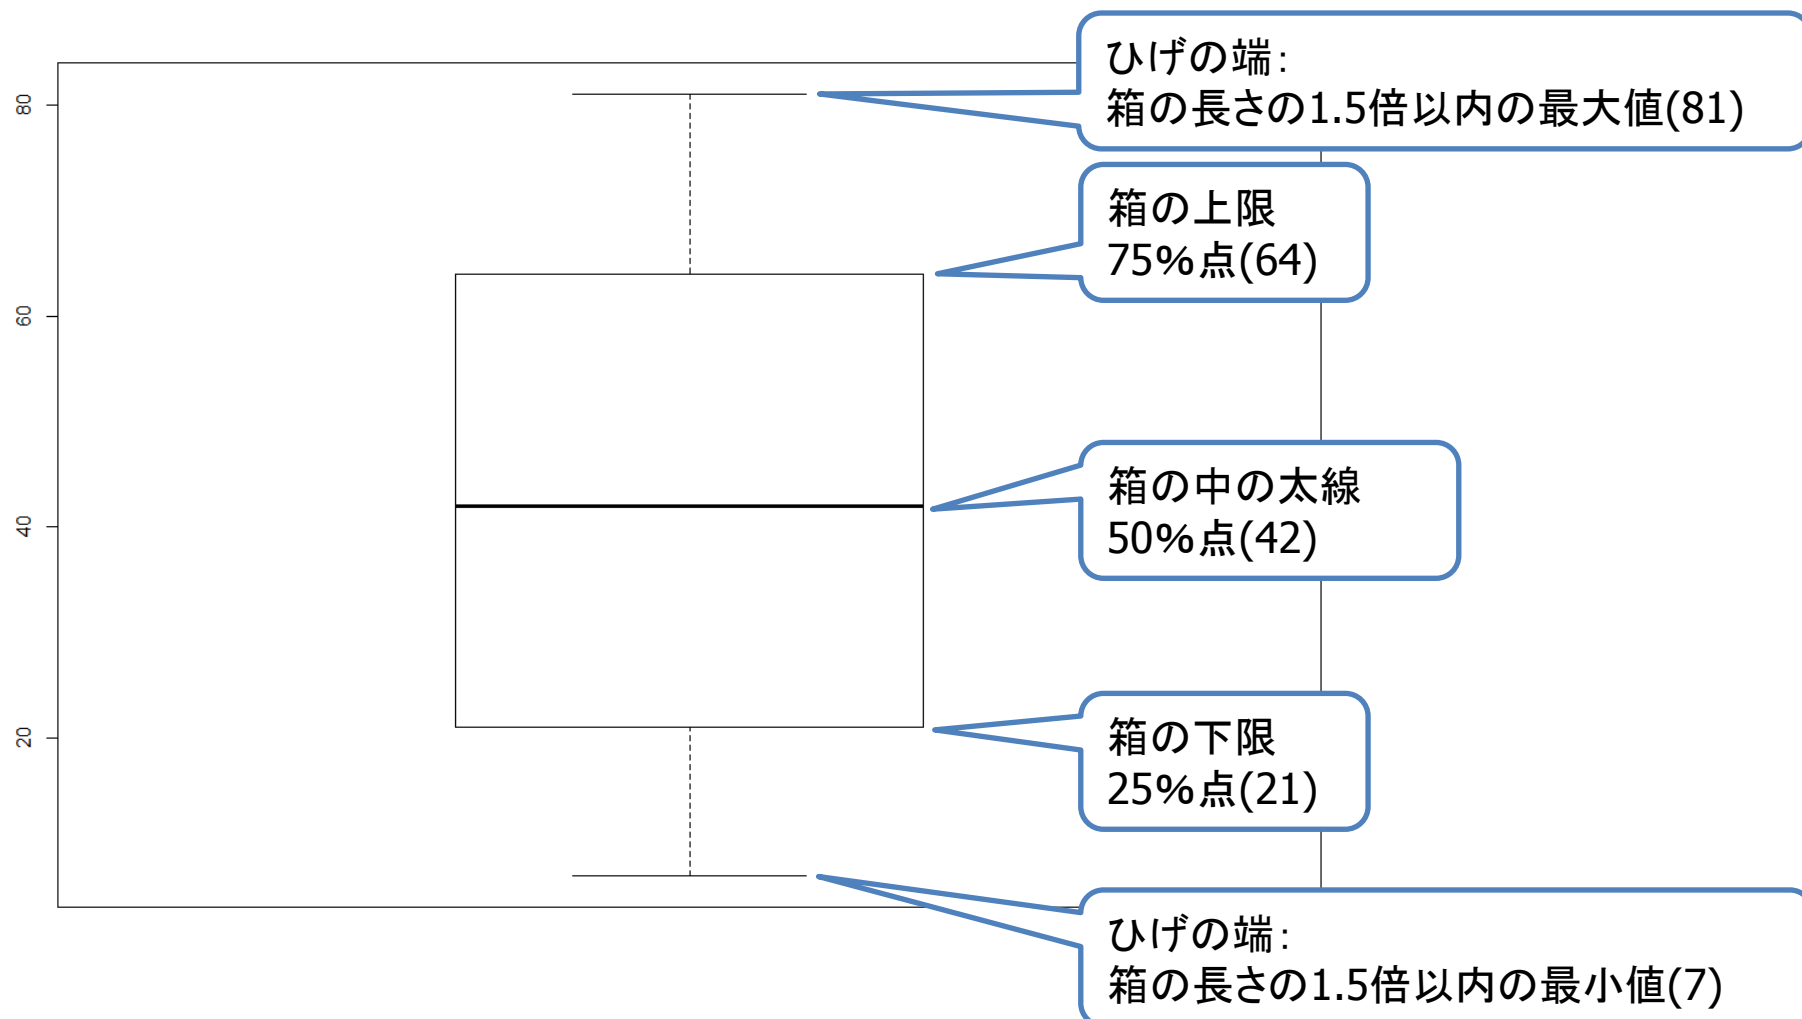 ひげの端:
箱の長さの1.5倍以内の最大値(81)
80
箱の上限
75%点(64)
60
箱の中の太線
50%点(42)
40
箱の下限
25%点(21)
20
ひげの端:
箱の長さの1.5倍以内の最小値(7)